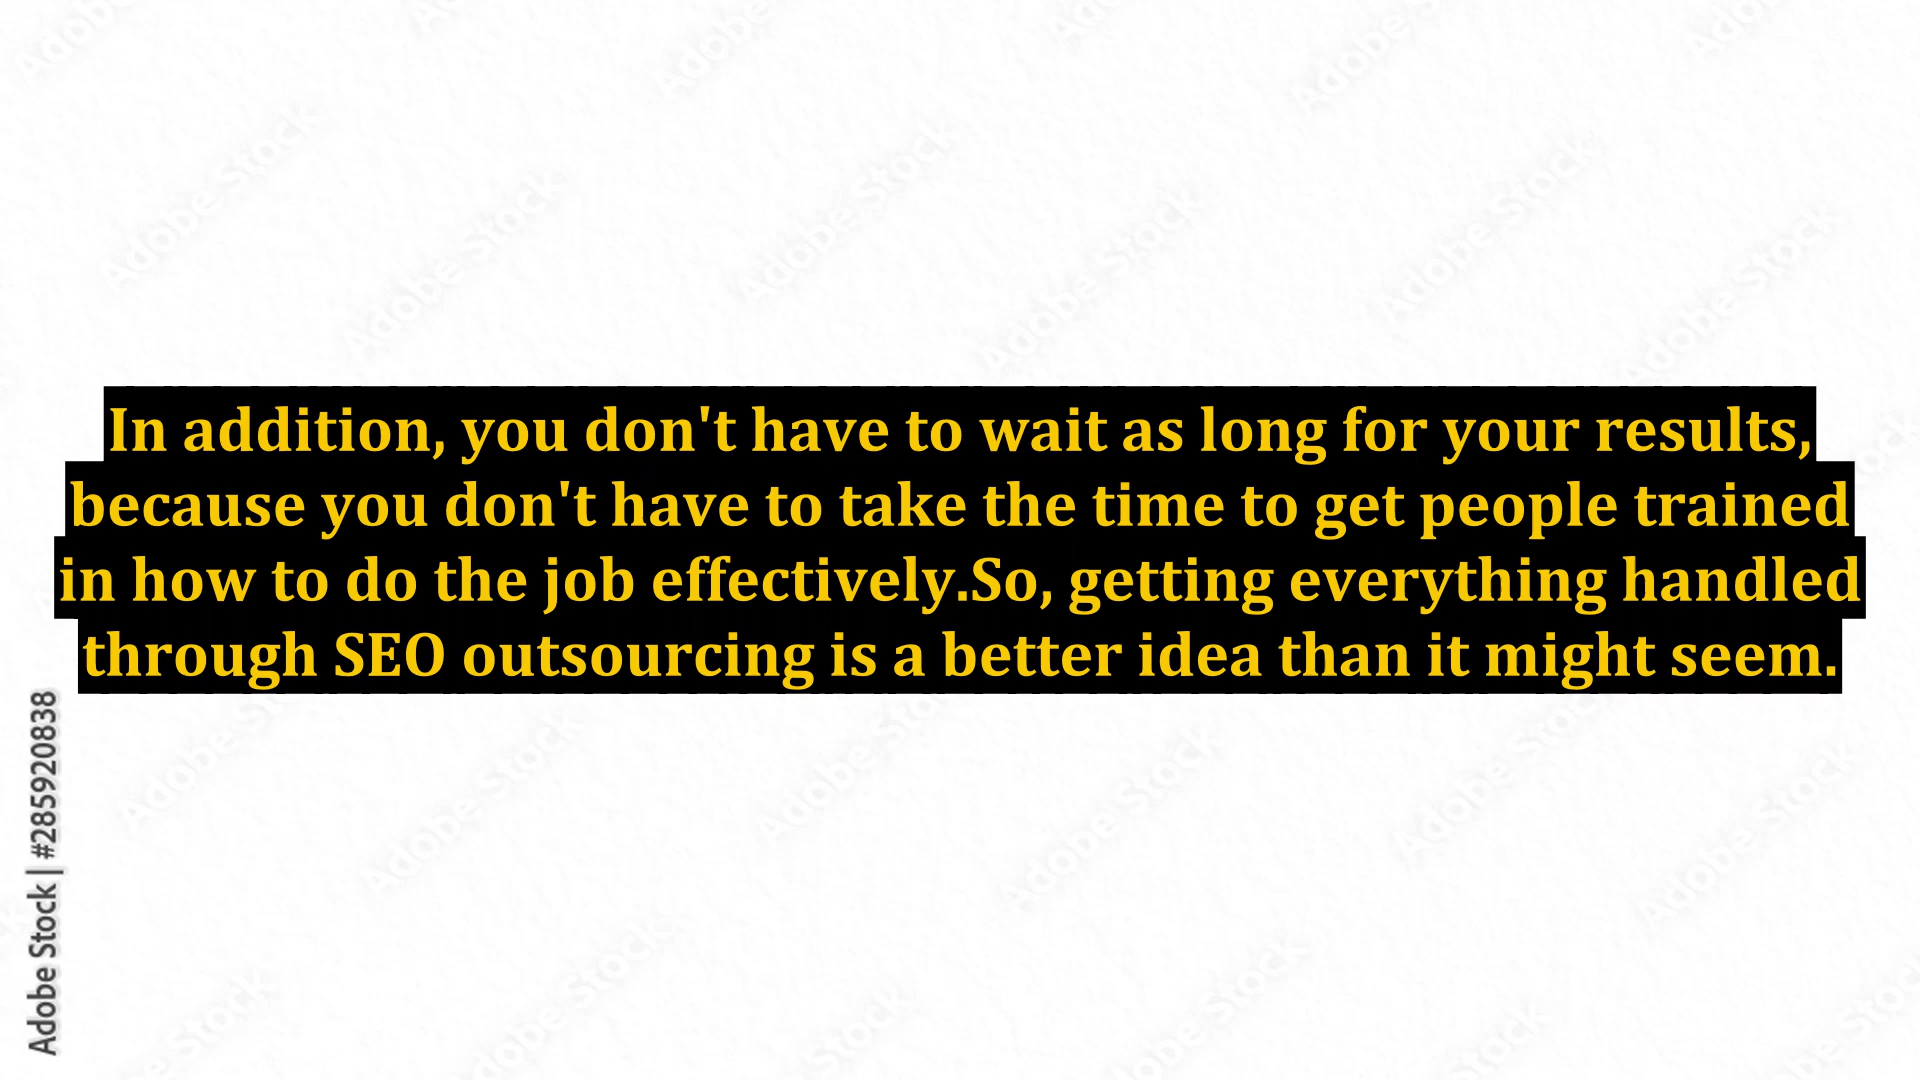 In addition, you don't have to wait as long for your results,
because you don't have to take the time to get people trained
in how to do the job effectively.So, getting everything handled
through SEO outsourcing is a better idea than it might seem.
Adobe Stock | #285920838